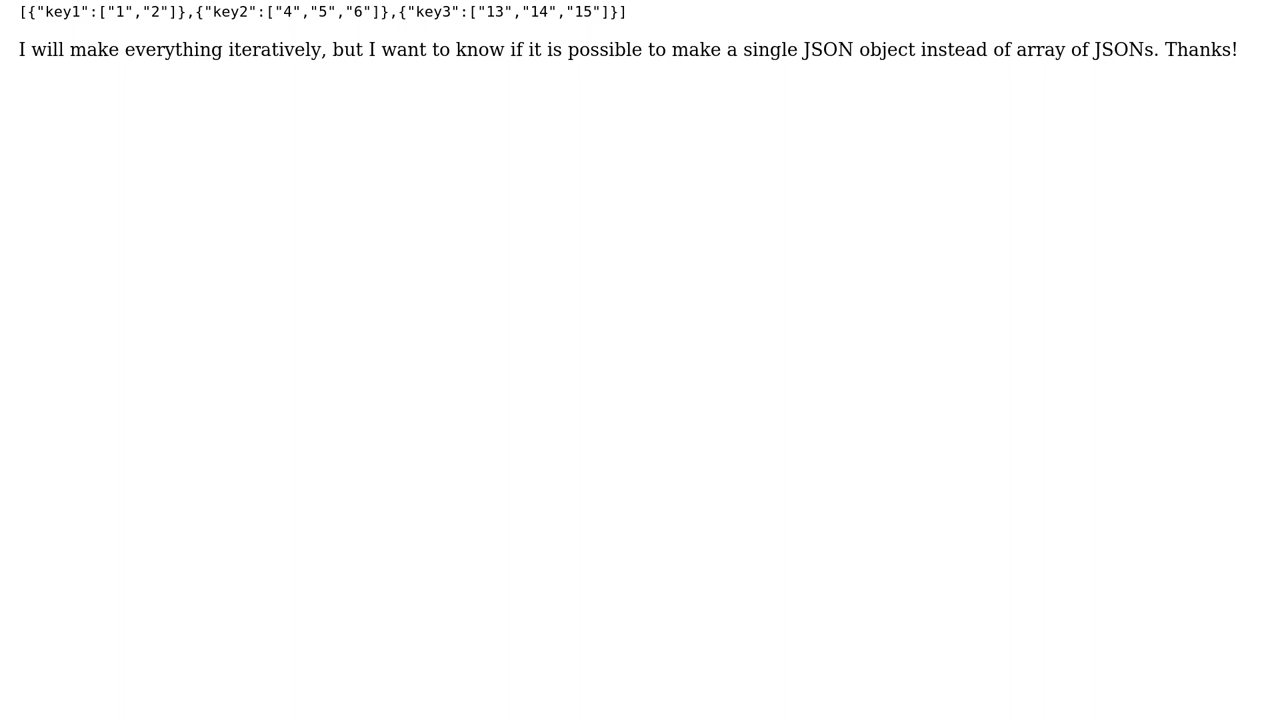 [{"key1":["1","2"]},{"key2":["4","5","6"]},{"key3":["13","14","15"]}]
I will make everything iteratively, but I want to know if it is possible to make a single JSON object instead of array of JSONs. Thanks!